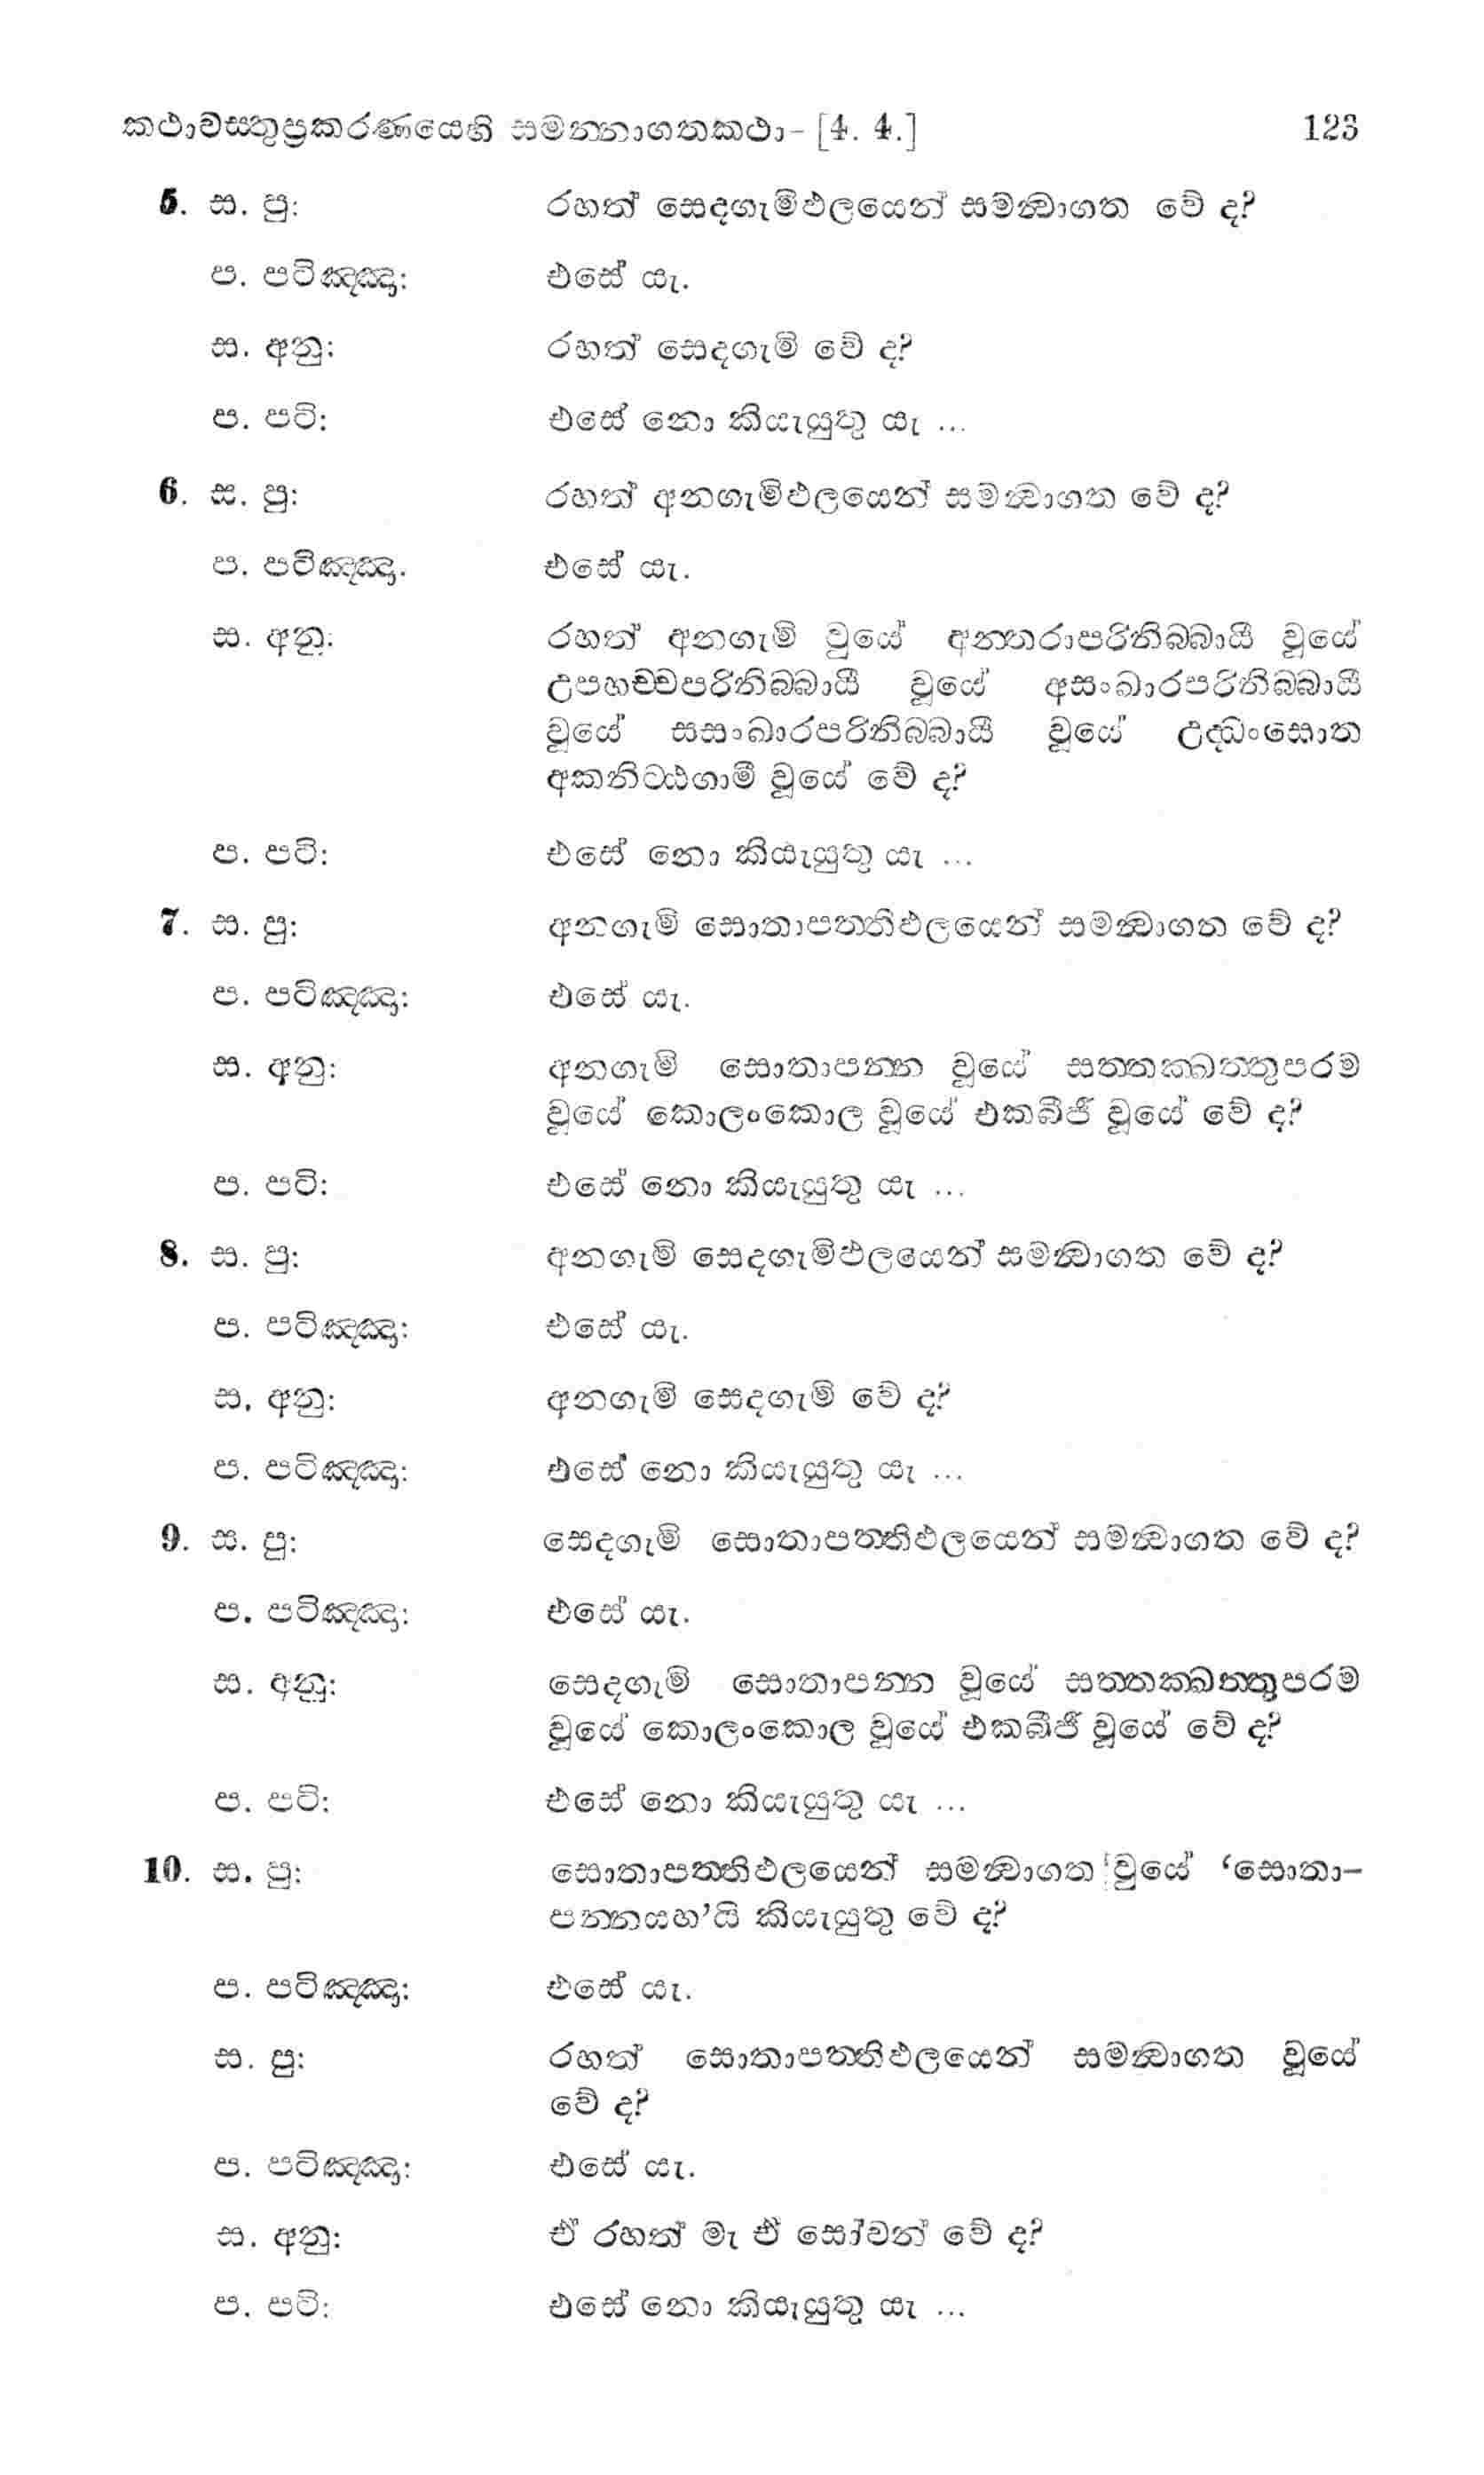 කථාවස්තුප්‍රකරණයෙහි සමන්නාගතකථා- [4. 4.] 123
5. ස. පු: රහත් සෙදගැමිඵලයෙන් සමන්‍වාගත වේ ද?
ප. පටිඤ්ඤා: එසේ යැ.
ස. අනු: රහත් සෙදගැමි වේ ද?
ප. පටි: එසේ නො කියැයුතු යැ ...
6. ස. පු: රහත් අනගැමිඵලයෙන් සමන්‍වාගත වේ ද?
ප. පටිඤ්ඤා. එසේ යැ.
ස. අනු: රහත් අනගැමි වූයේ අන්තරාපරිනිබ්බායී වූයේ
උපහච්චපරිනිබ්බායී වූයේ අසංඛාරපරිනිබ්බායී
වූයේ සසංඛාරපරිනිබ්බායී වූයේ උද්ධංසොත
අකනිට්ඨගාමී වූයේ වේ ද?
ප. පටි: එසේ නො කියැයුතු යැ ...
7. ස. පු: අනගැමි සොතාපත්තිඵලයෙන් සමන්‍වාගත වේ ද?
ප. පටිඤ්ඤා: එසේ යැ.
ස. අනු: අනගැමි සොතාපන්න වූයේ සත්තක්ඛත්තුපරම
වූයේ කොලංකොල වූයේ එකබීජී වූයේ වේ ද?
ප. පටි: එසේ නො කියැයුතු යැ ...
8. ස. පු: අනගැමි සෙදගැමිඵලයෙන් සමන්‍වාගත වේ ද?
ප. පටිඤ්ඤා: එසේ යැ.
ස. අනු: අනගැමි සෙදගැමි වේ ද?
ප. පටිඤ්ඤා: එසේ නො කියැයුතු යැ ...
9. ස. පු: සෙදගැමි සොතාපත්තිඵලයෙන් සමන්‍වාගත වේ ද?
ප. පටිඤ්ඤා: එසේ යැ.
ස. අනු: සෙදගැමි සොතාපන්න වූයේ සත්තක්ඛත්තුපරම
වූයේ කොලංකොල වූයේ එකබීජී වූයේ වේ ද?
ප. පටි: එසේ නො කියැයුතු යැ ...
10. ස. පු: සොතාපත්තිඵලයෙන් සමන්‍වාගත වූයේ ‘සොතා-
පන්නයහ’යි කියැයුතු වේ ද?
ප. පටිඤ්ඤා: එසේ යැ.
ස. පු: රහත් සොතාපත්තිඵලයෙන් සමන්‍වාගත වූයේ
වේ ද?
ප. පටිඤ්ඤා: එසේ යැ.
ස. අනු: ඒ රහත් මැ ඒ සෝවන් වේ ද?
ප. පටි: එසේ නො කියැයුතු යැ ...